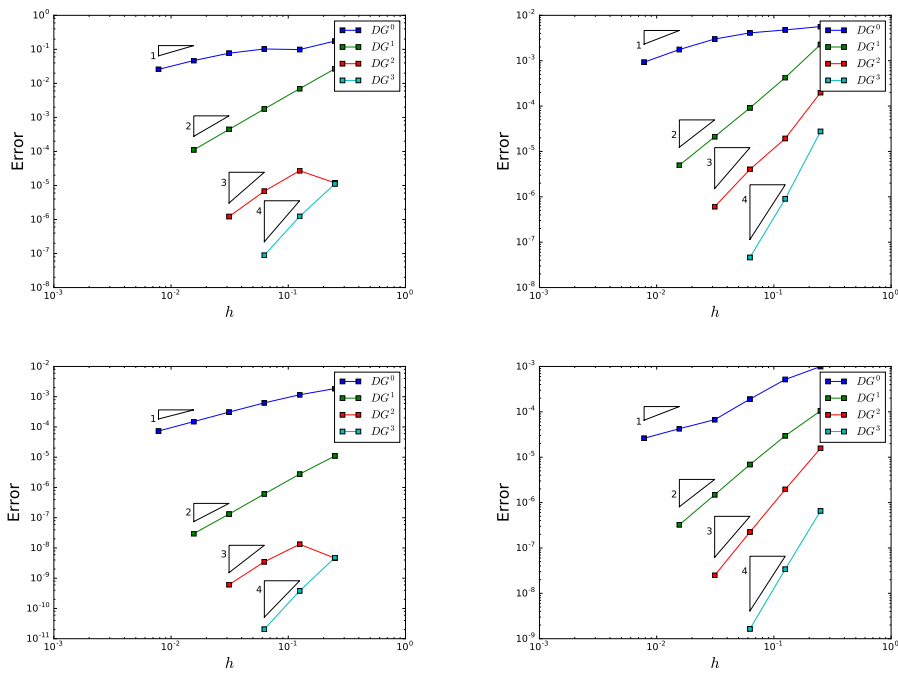 10^0
10^-1
10^-2
10^-3
10^-4
10^-5
10^-6
10^-7
10^-8
Error
1
2
3
4
DG^0
DG^1
DG^2
DG^3
10^-3
10^-2
10^-1
10^0
h
10^-2
10^-3
10^-4
10^-5
10^-6
10^-7
10^-8
Error
1
2
3
4
DG^0
DG^1
DG^2
DG^3
10^-3
10^-2
10^-1
10^0
h
10^-2
10^-3
10^-4
10^-5
10^-6
10^-7
10^-8
10^-9
10^-10
10^-11
Error
1
2
3
4
DG^0
DG^1
DG^2
DG^3
10^-3
10^-2
10^-1
10^0
h
10^-3
10^-4
10^-5
10^-6
10^-7
10^-8
10^-9
Error
1
2
3
4
DG^0
DG^1
DG^2
DG^3
10^-3
10^-2
10^-1
10^0
h